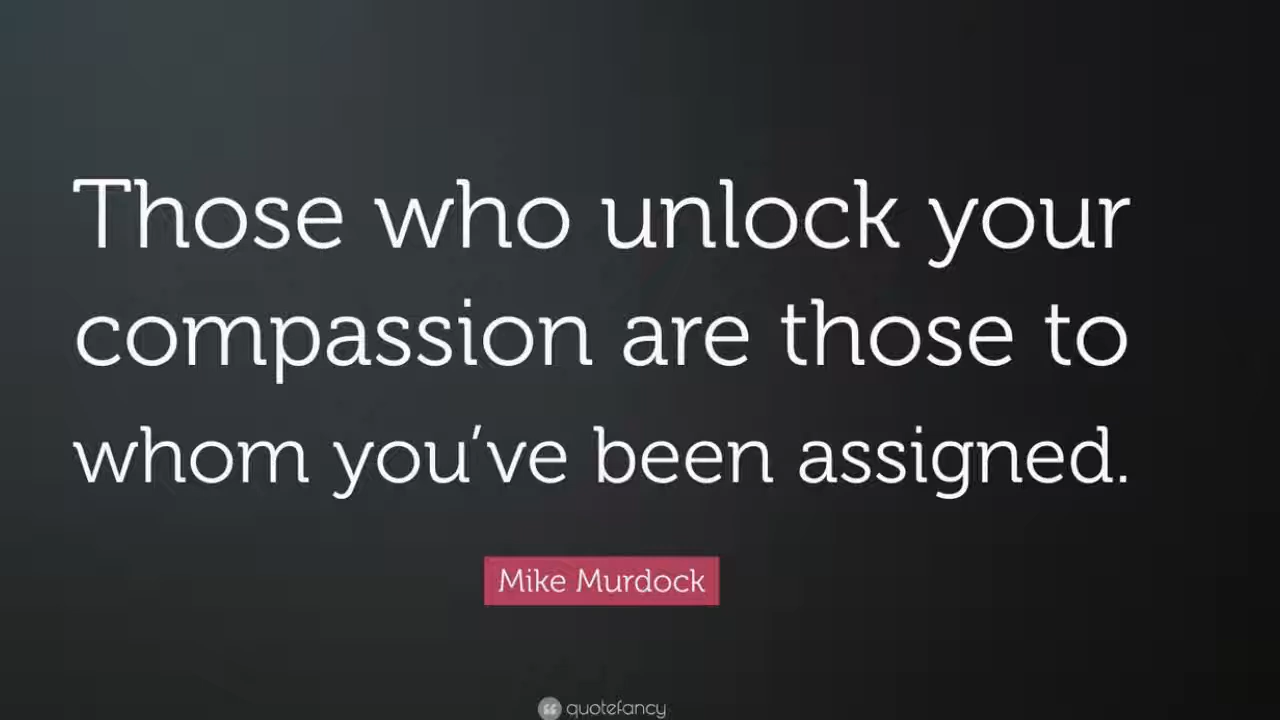 Those who unlock your
compassion are those to
whom you’ve been assigned.
Mike Murdock
quotefancy